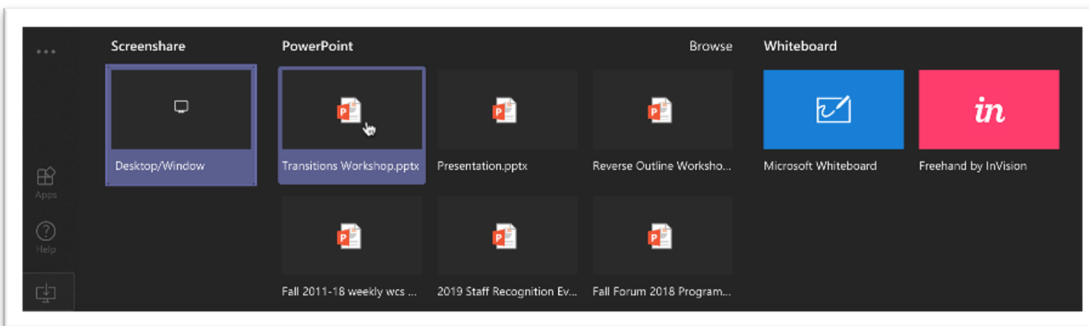 Screenshare
PowerPoint
Browse
Whiteboard
in
Desktop/Window
Transitions Workshop.pptx
Presentation.pptx
Reverse Outline Worksho...
Microsoft Whiteboard
Freehand by InVision
Apps
Help
Fall 2011-18 weekly wcs ...
2019 Staff Recognition Ev...
Fall Forum 2018 Program...